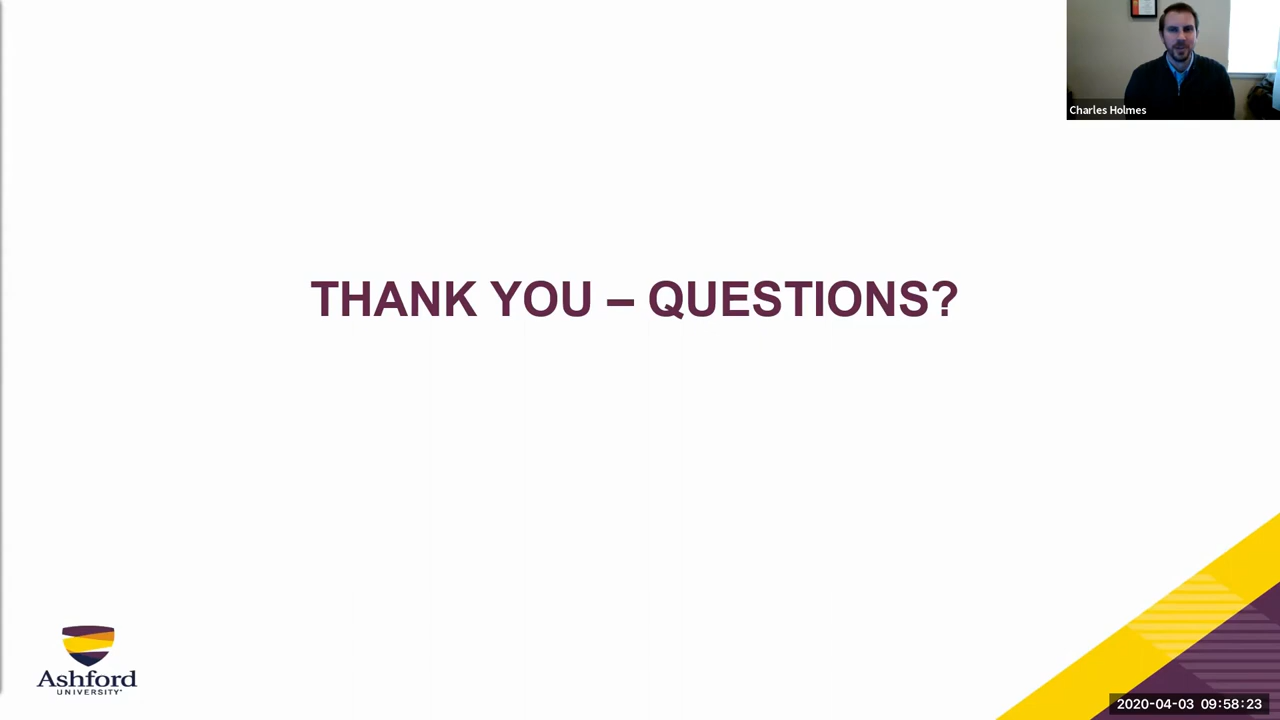 Charles Holmes
THANK YOU – QUESTIONS?
Ashford
UNIVERSITY
2020-04-03 09:58:23